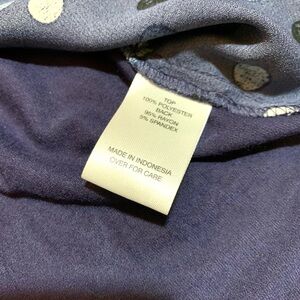 TOP
100% POLYESTER
BACK
95% RAYON
5% SPANDEX
MADE IN INDONESIA
OVER FOR CARE